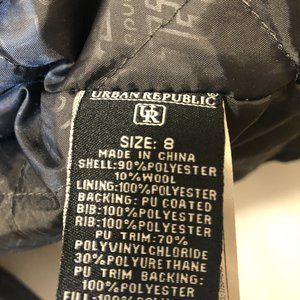 URBAN REPUBLIC
UR
SIZE: 8
MADE IN CHINA
SHELL:90%POLYESTER
10%WOOL
LINING:100%POLYESTER
BACKING: PU COATED
RIB:100%POLYESTER
PU TRIM:70%
POLYVINYLCHLORIDE
30%POLYURETHANE
PU TRIM BACKING:
100%POLYESTER
FILL:100%POLYESTER